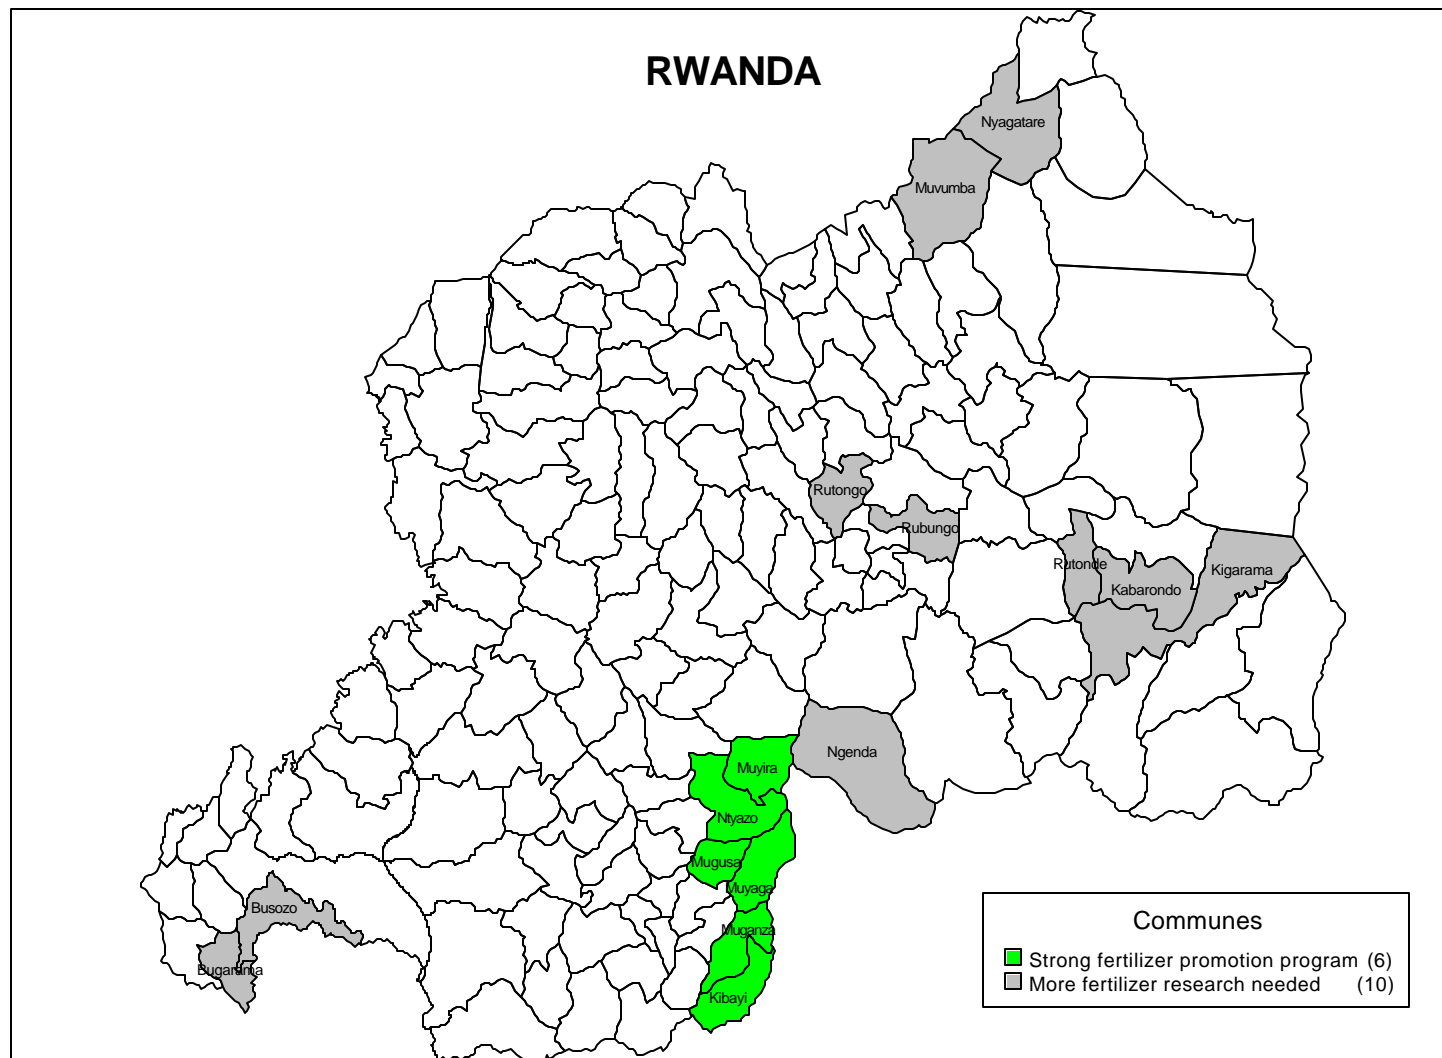 RWANDA
Nyagatare
Muvumba
Rutongo
Rubungo
Rutonde
Kabarondo
Kigarama
Ngenda
Muyira
Ntyazo
Mugusa
Muyaga
Muganza
Kibayi
Busozo
Bugarama
Communes
Strong fertilizer promotion program (6)
More fertilizer research needed (10)